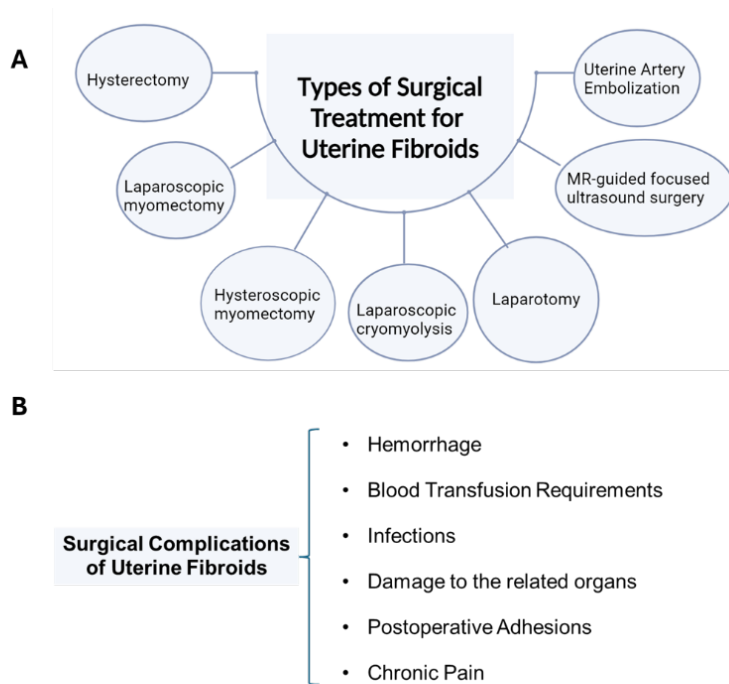 A
Types of Surgical
Treatment for
Uterine Fibroids
Hysterectomy
Laparoscopic
myomectomy
Hysteroscopic
myomectomy
Laparoscopic
cryomyolysis
Laparotomy
MR-guided focused
ultrasound surgery
Uterine Artery
Embolization
B
Surgical Complications
of Uterine Fibroids
• Hemorrhage
• Blood Transfusion Requirements
• Infections
• Damage to the related organs
• Postoperative Adhesions
• Chronic Pain